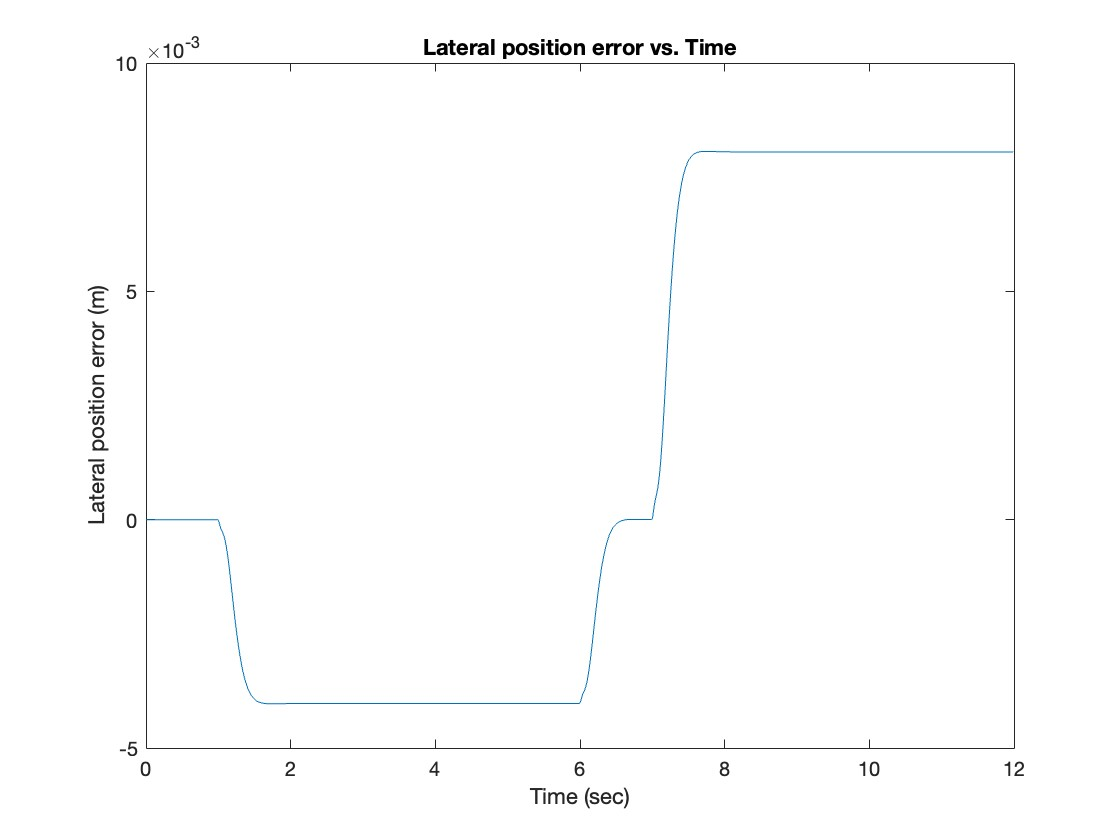 Lateral position error vs. Time
×10-3
10
5
0
-5
Lateral position error (m)
0 2 4 6 8 10 12
Time (sec)